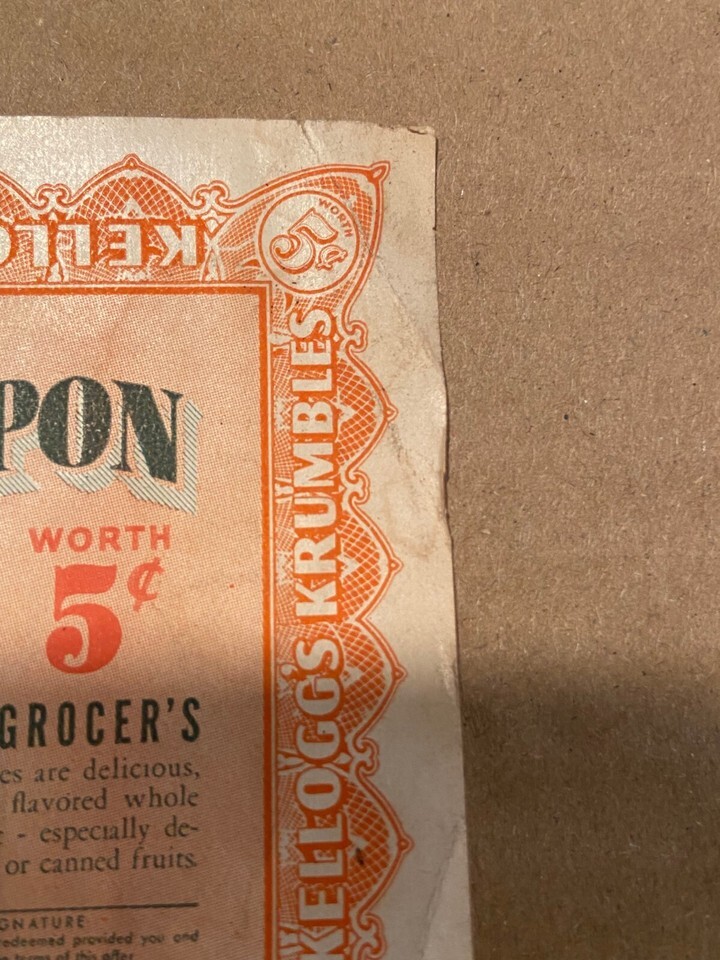 KELLO
WORTH
5¢
KELLOGG'S KRUMBLES
PON
WORTH
5¢
GROCER'S
es are delicious,
flavored whole
- especially de-
or canned fruits.
GNATURE
redeemed provided you and
terms of this offer